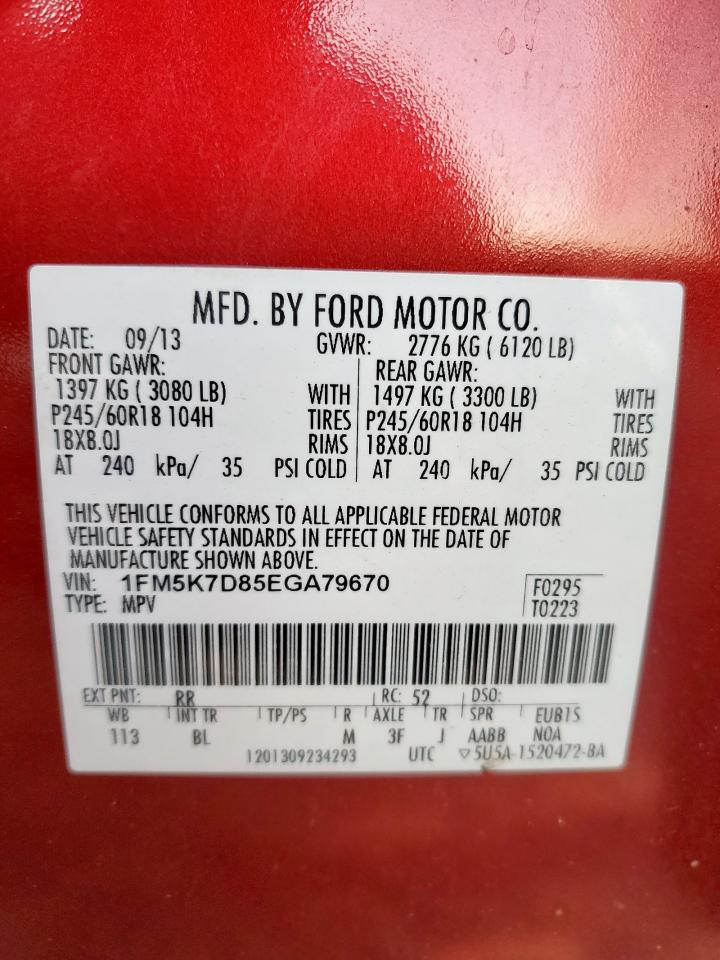 MFD. BY FORD MOTOR CO.
DATE: 09/13 GVWR: 2776 KG ( 6120 LB)
FRONT GAWR: REAR GAWR:
1397 KG ( 3080 LB) WITH 1497 KG ( 3300 LB) WITH
P245/60R18 104H TIRES P245/60R18 104H TIRES
18X8.0J RIMS 18X8.0J RIMS
AT 240 kPa/ 35 PSI COLD AT 240 kPa/ 35 PSI COLD
THIS VEHICLE CONFORMS TO ALL APPLICABLE FEDERAL MOTOR
VEHICLE SAFETY STANDARDS IN EFFECT ON THE DATE OF
MANUFACTURE SHOWN ABOVE.
VIN: 1FM5K7D85EGA79670 F0295
TYPE: MPV T0223
EXT PNT: RR RC: 52 DSO:
WB INT TR TP/PS R AXLE TR SPR EUB1S
113 BL M 3F J AABB NOA
1201309234293 UTC ▽5U5A-1520472-BA